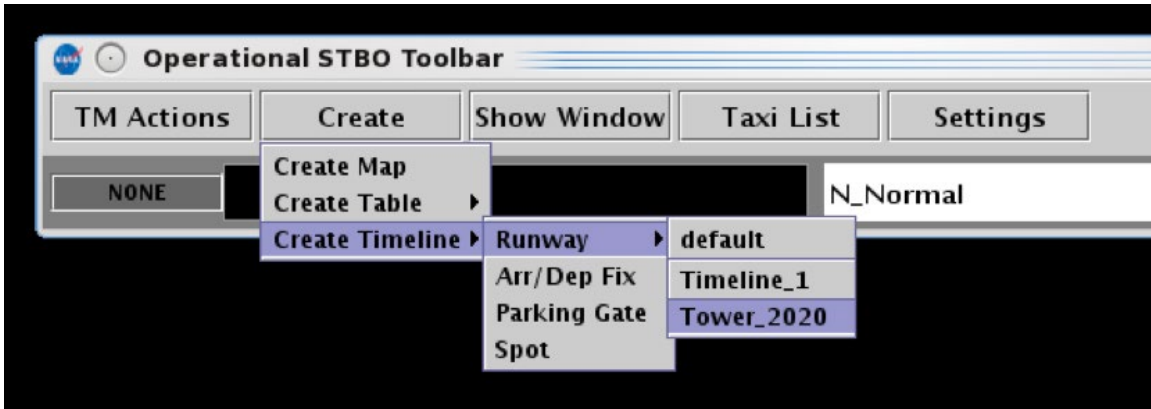 Operational STBO Toolbar
TM Actions Create Show Window Taxi List Settings
NONE
N_Normal
Create Map
Create Table
Create Timeline
Runway
Arr/Dep Fix
Parking Gate
Spot
default
Timeline_1
Tower_2020